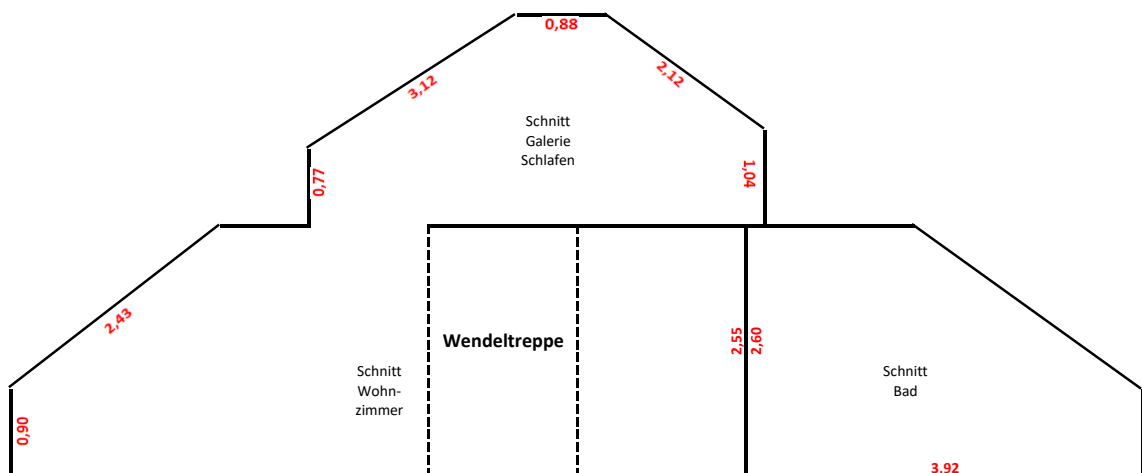 0,88
3,12
2,12
Schnitt
Galerie
Schlafen
0,77
1,04
2,43
Wendeltreppe
2,55
2,60
Schnitt
Wohn-
zimmer
Schnitt
Bad
0,90
3.92